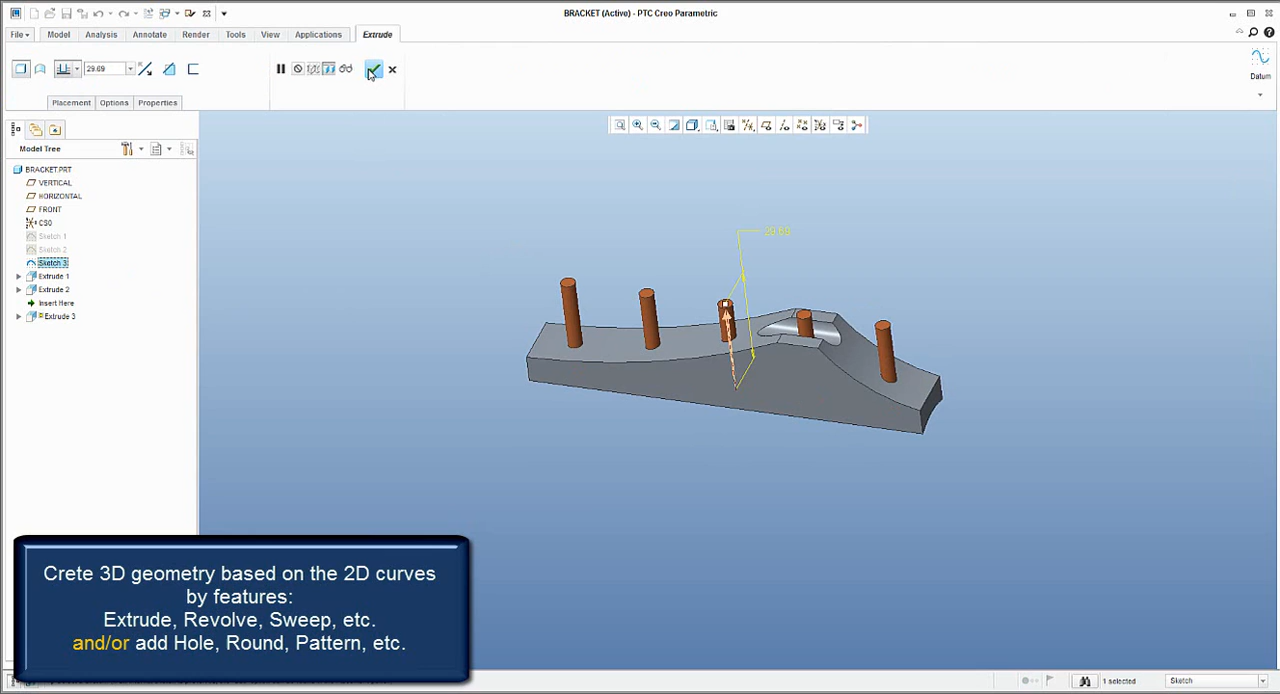 BRACKET (Active) - PTC Creo Parametric
File Model Analysis Annotate Render Tools View Applications Extrude
29.69
Datum
Placement Options Properties
Model Tree
BRACKET.PRT
VERTICAL
HORIZONTAL
FRONT
CS0
Sketch 1
Sketch 2
Sketch 3
Extrude 1
Extrude 2
Insert Here
Extrude 3
29.69
Crete 3D geometry based on the 2D curves
by features:
Extrude, Revolve, Sweep, etc.
and/or add Hole, Round, Pattern, etc.
1 selected
Sketch